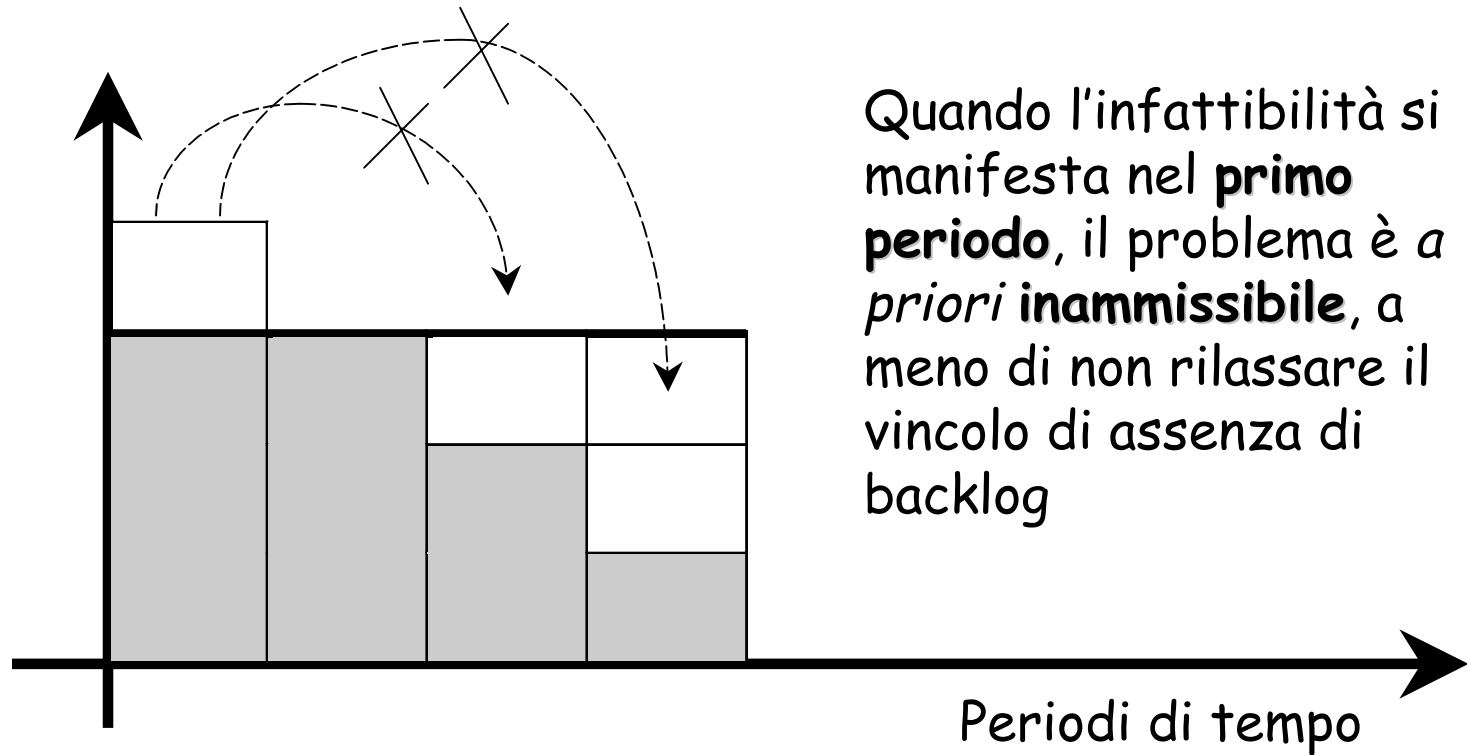 Quando l'infattibilità si
manifesta nel primo
periodo, il problema è a
priori inammissibile, a
meno di non rilassare il
vincolo di assenza di
backlog
Periodi di tempo